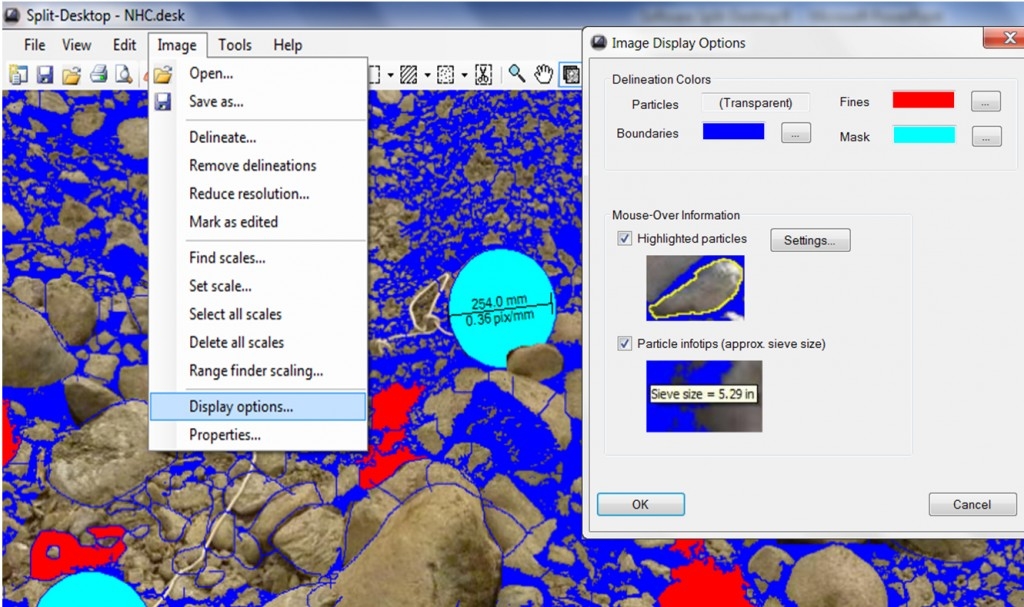 Split-Desktop - NHC.desk
File View Edit Image Tools Help
Open...
Save as...
Delineate...
Remove delineations
Reduce resolution...
Mark as edited
Find scales...
Set scale...
Select all scales
Delete all scales
Range finder scaling...
Display options...
Properties...
254.0 mm
0.36 pix/mm
Image Display Options
Delineation Colors
Particles (Transparent) Fines ...
Boundaries ... Mask ...
Mouse-Over Information
Highlighted particles Settings...
Particle infotips (approx. sieve size)
Sieve size = 5.29 in
OK Cancel